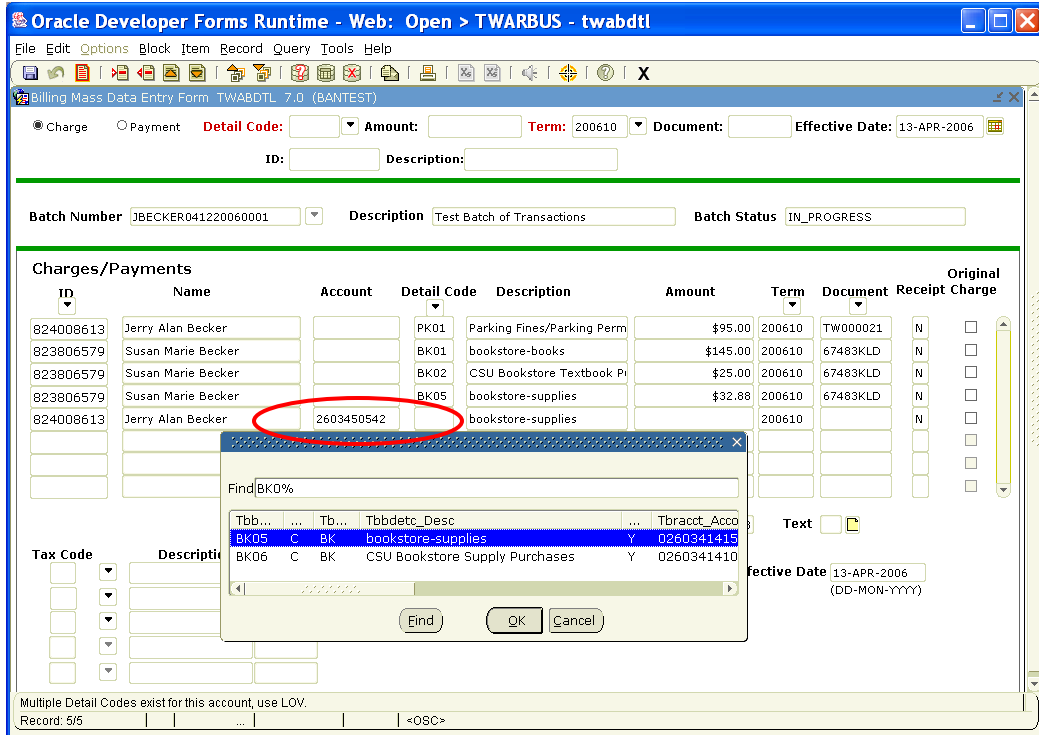 Oracle Developer Forms Runtime - Web: Open > TWARBUS - twabdtl
File Edit Options Block Item Record Query Tools Help
X
Billing Mass Data Entry Form TWABDTL 7.0 (BANTEST)
Charge Payment Detail Code: Amount: Term: 200610 Document: Effective Date: 13-APR-2006
ID: Description:
Batch Number JBECKER041220060001 Description Test Batch of Transactions Batch Status IN_PROGRESS
Charges/Payments
Original
ID Name Account Detail Code Description Amount Term Document Receipt Charge
824008613 Jerry Alan Becker PK01 Parking Fines/Parking Perm $95.00 200610 TW000021 N
823806579 Susan Marie Becker BK01 bookstore-books $145.00 200610 67483KLD N
823806579 Susan Marie Becker BK02 CSU Bookstore Textbook $25.00 200610 67483KLD N
823806579 Susan Marie Becker BK05 bookstore-supplies $32.88 200610 67483KLD N
824008613 Jerry Alan Becker 2603450542 bookstore-supplies 200610 N
Find BK0%
Tbb... ... Tb... Tbbdetc_Desc ... Tbracct_Acco
BK05 C BK bookstore-supplies Y 0260341415
BK06 C BK CSU Bookstore Supply Purchases Y 0260341410
Find OK Cancel
Text
Tax Code Descriptio
fective Date 13-APR-2006
(DD-MON-YYYY)
Multiple Detail Codes exist for this account, use LOV.
Record: 5/5 ... <OSC>